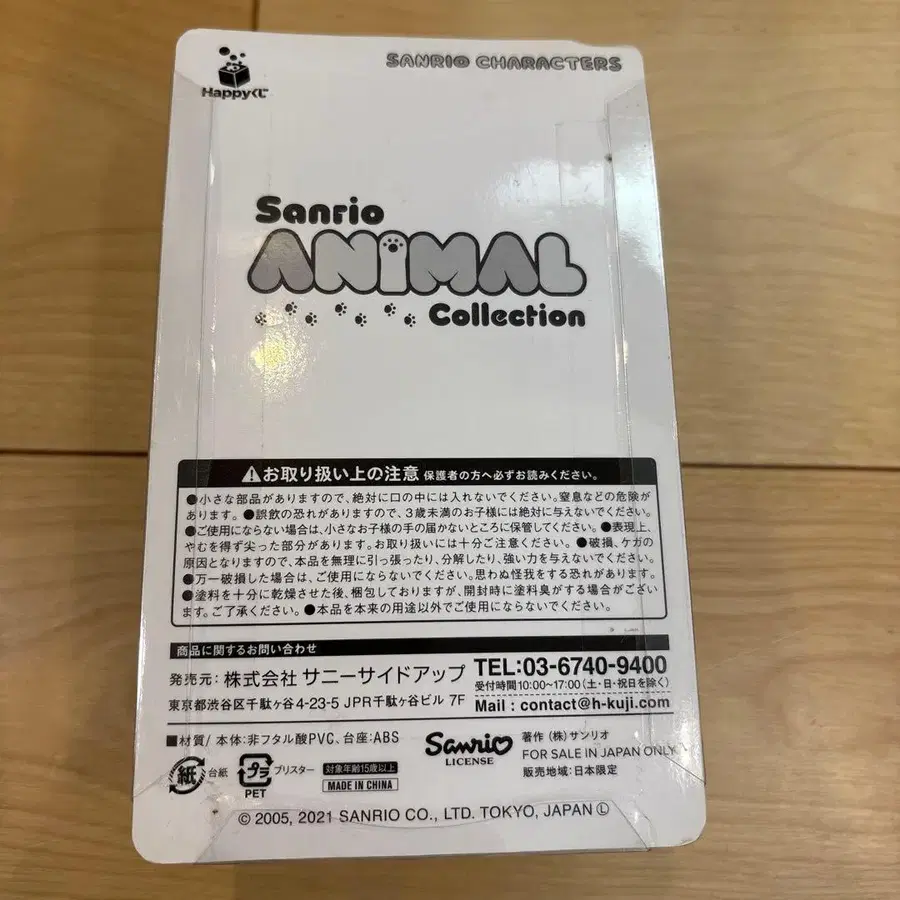 SANRIO CHARACTERS
Happyくじ
Sanrio
ANIMAL
Collection
⚠お取り扱い上の注意 保護者の方へ必ずお読みください。
●小さな部品がありますので、絶対に口の中には入れないでください。窒息などの危険が
あります。●誤飲の恐れがありますので、3歳未満のお子様には絶対に与えないでください。
●ご使用にならない場合は、小さなお子様の手の届かないところに保管してください。●表現上、
やむを得ず尖った部分があります。お取り扱いには十分ご注意ください。●破損、ケガの
原因となりますので、本品を無理に引っ張ったり、分解したり、強い力を与えないでください。
●万一破損した場合は、ご使用にならないでください。思わぬ怪我をする恐れがあります。
●塗料を十分に乾燥させた後、梱包しておりますが、開封時に塗料臭がする場合がござい
ます。ご了承ください。●本品を本来の用途以外でご使用にならないでください。
商品に関するお問い合わせ
発売元：株式会社 サニーサイドアップ
東京都渋谷区千駄ヶ谷4-23-5 JPR千駄ヶ谷ビル 7F
TEL:03-6740-9400
受付時間10:00~17:00(土・日・祝日を除く)
Mail : contact@h-kuji.com
■材質/ 本体:非フタル酸PVC、台座:ABS
紙 台紙
プラ ブリスター
PET
対象年齢15歳以上
MADE IN CHINA
Sanrio
LICENSE
著作 (株)サンリオ
FOR SALE IN JAPAN ONLY
販売地域:日本限定
© 2005, 2021 SANRIO CO., LTD. TOKYO, JAPAN Ⓛ